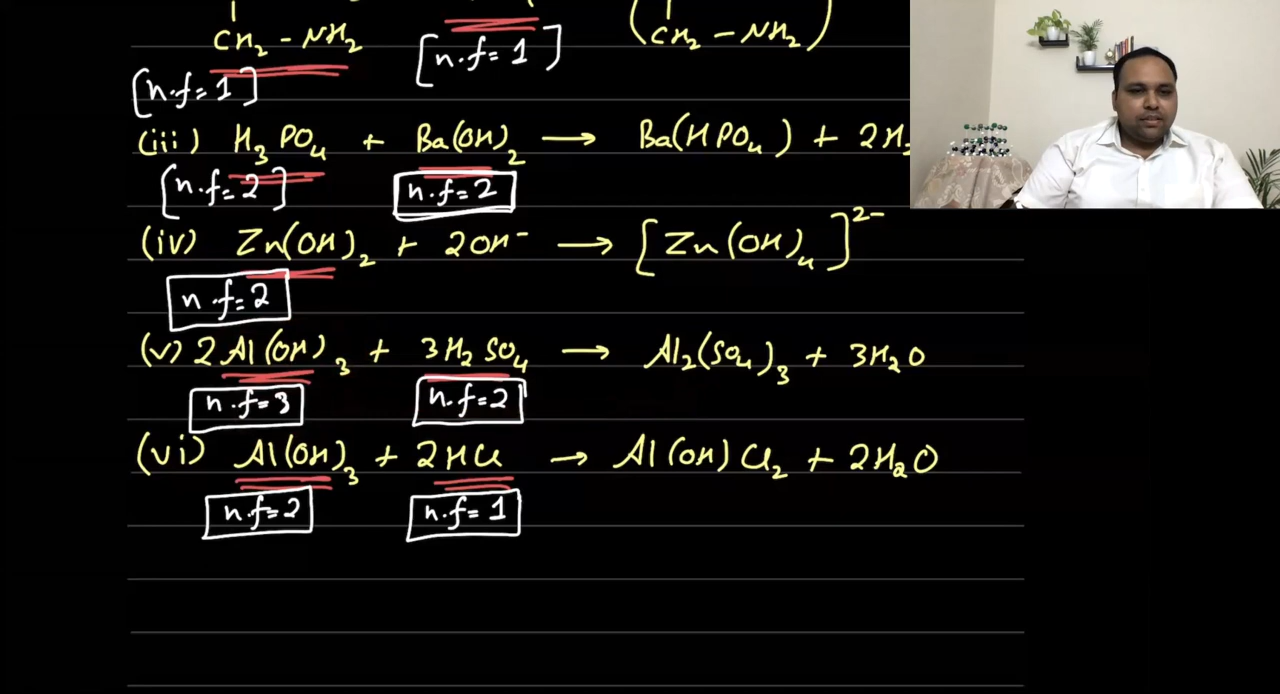 CH₂ - NH₂ [n.f = 1] CH₂ - NH₂)
[n.f = 1]
(iii) H₃PO₄ + Ba(OH)₂ ⟶ Ba(HPO₄) + 2H₂
[n.f = 2] n.f = 2
(iv) Zn(OH)₂ + 2OH⁻ ⟶ [Zn(OH)₄]²⁻
n.f = 2
(v) 2Al(OH)₃ + 3H₂SO₄ ⟶ Al₂(SO₄)₃ + 3H₂O
n.f = 3 n.f = 2
(vi) Al(OH)₃ + 2HCl ⟶ Al(OH)Cl₂ + 2H₂O
n.f = 2 n.f = 1